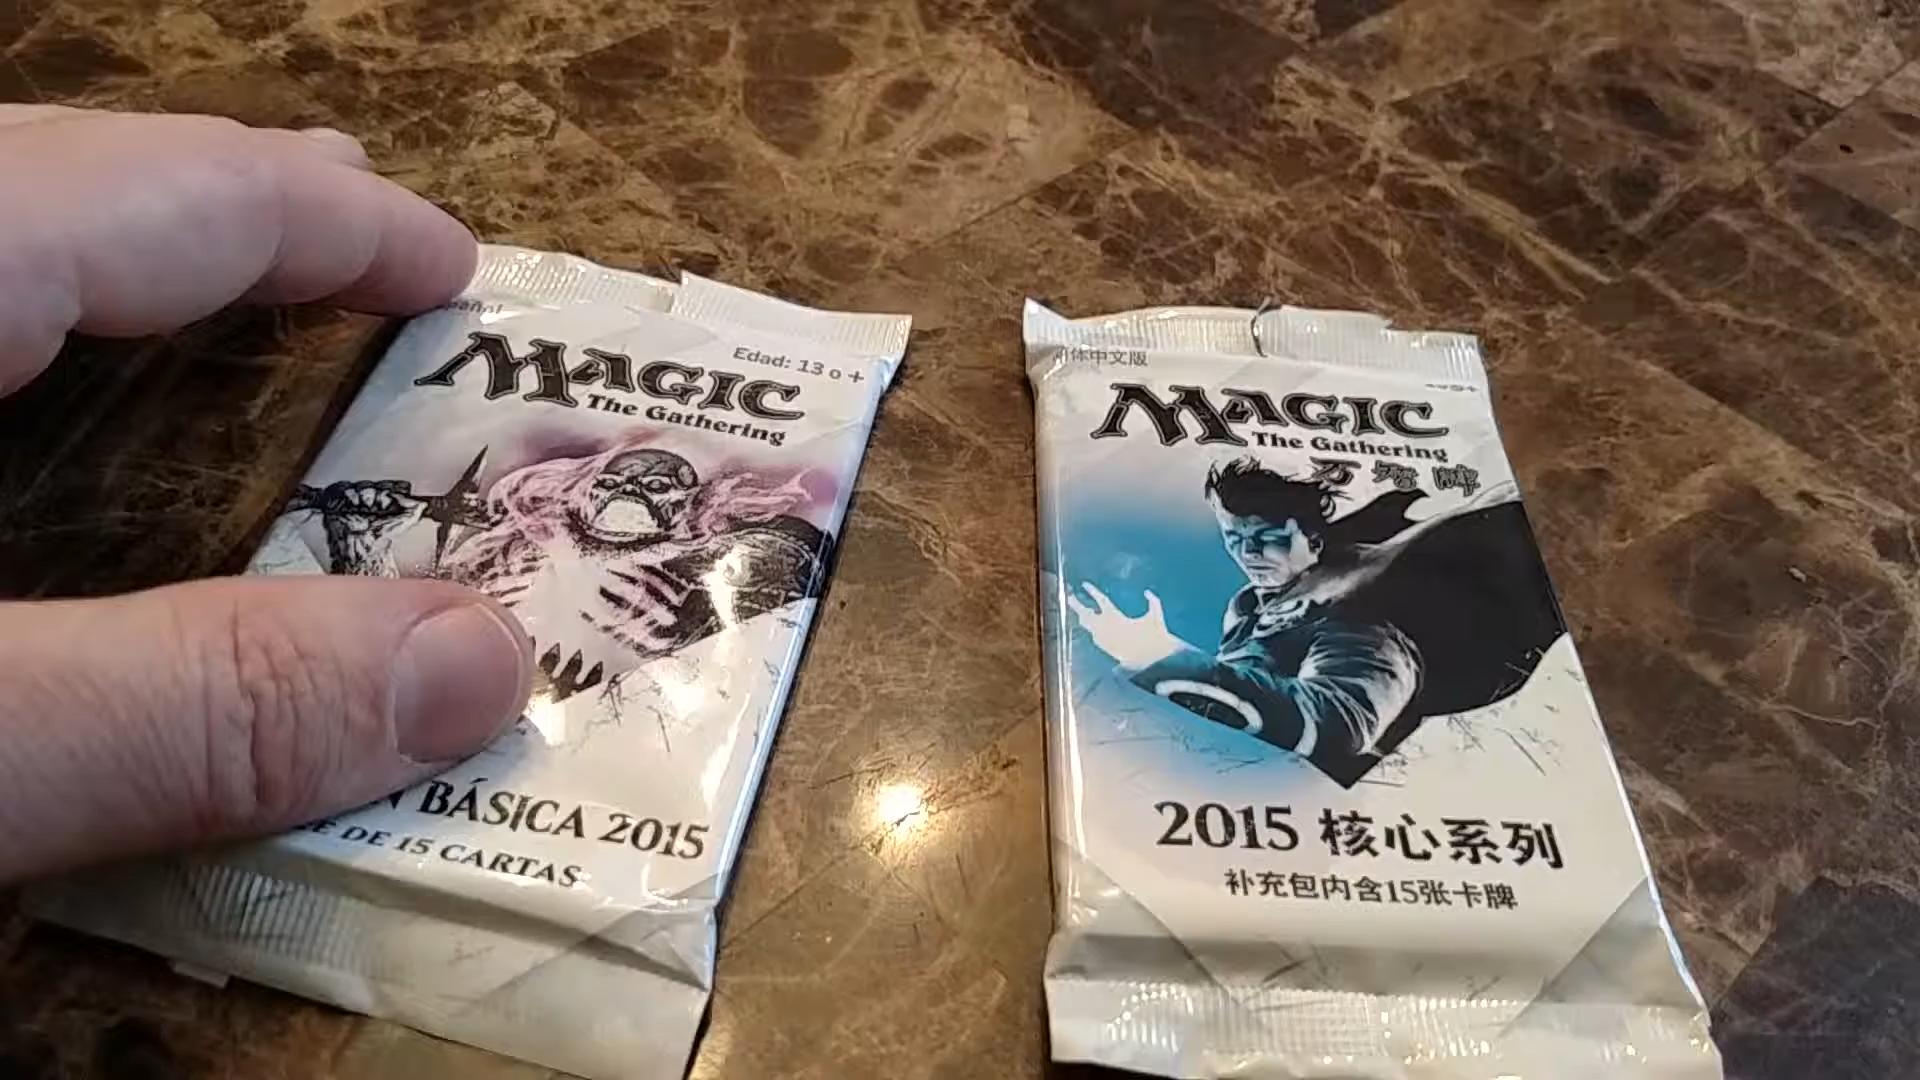 MAGIC
The Gathering
Edad: 13 o +
BÁSICA 2015
DE 15 CARTAS
简体中文版
MAGIC
The Gathering
万智牌
2015 核心系列
补充包内含15张卡牌